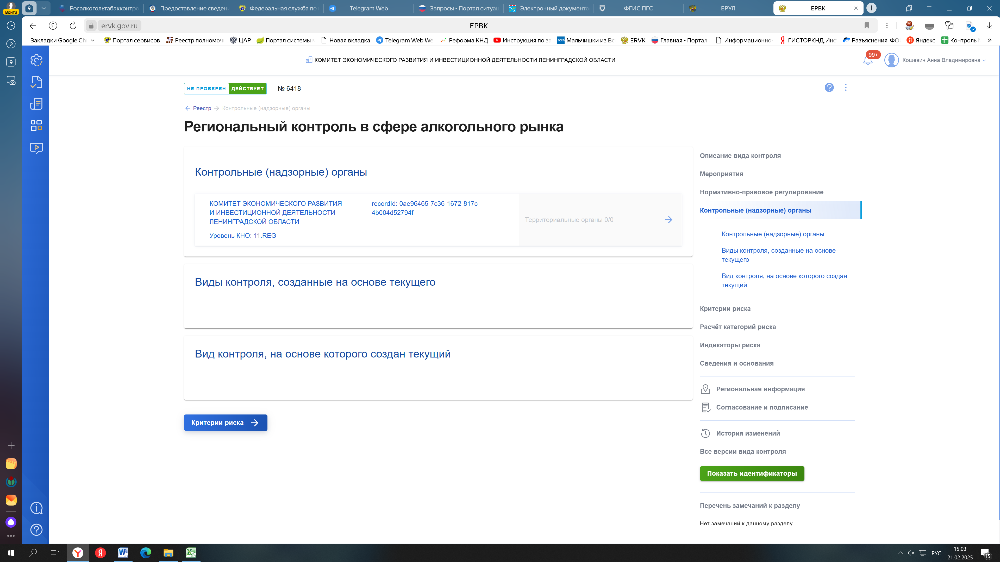 Войти
9
Росалкогольтабакконтро
Предоставление сведен
Федеральная служба по
Telegram Web
Запросы - Портал ситуац
Электронный документо
ФГИС ПГС
ЕРУЛ
ЕРВК
ervk.gov.ru
ЕРВК
Закладки Google Ch
Портал сервисов
Реестр полномоч
ЦАР
Портал системы
Новая вкладка
Telegram Web We
Реформа КНД
Инструкция по за
Мальчишки из Вс
ERVK
Главная - Портал
Информационно-
ГИСТОРКНД.Инс
Разъяснения_ФО
Яндекс
Контроль
9
КОМИТЕТ ЭКОНОМИЧЕСКОГО РАЗВИТИЯ И ИНВЕСТИЦИОННОЙ ДЕЯТЕЛЬНОСТИ ЛЕНИНГРАДСКОЙ ОБЛАСТИ
99+
Кошевич Анна Владимировна
НЕ ПРОВЕРЕН
ДЕЙСТВУЕТ
№ 6418
Реестр
Контрольные (надзорные) органы
Региональный контроль в сфере алкогольного рынка
Контрольные (надзорные) органы
КОМИТЕТ ЭКОНОМИЧЕСКОГО РАЗВИТИЯ
И ИНВЕСТИЦИОННОЙ ДЕЯТЕЛЬНОСТИ
ЛЕНИНГРАДСКОЙ ОБЛАСТИ
Уровень КНО: 11.REG
recordId: 0ae96465-7c36-1672-817c-
4b004d52794f
Территориальные органы 0/0
Виды контроля, созданные на основе текущего
Вид контроля, на основе которого создан текущий
Критерии риска
Описание вида контроля
Мероприятия
Нормативно-правовое регулирование
Контрольные (надзорные) органы
Контрольные (надзорные) органы
Виды контроля, созданные на основе
текущего
Вид контроля, на основе которого создан
текущий
Критерии риска
Расчёт категорий риска
Индикаторы риска
Сведения и основания
Региональная информация
Согласование и подписание
История изменений
Все версии вида контроля
Показать идентификаторы
Перечень замечаний к разделу
Нет замечаний к данному разделу
РУС
15:03
21.02.2025
15